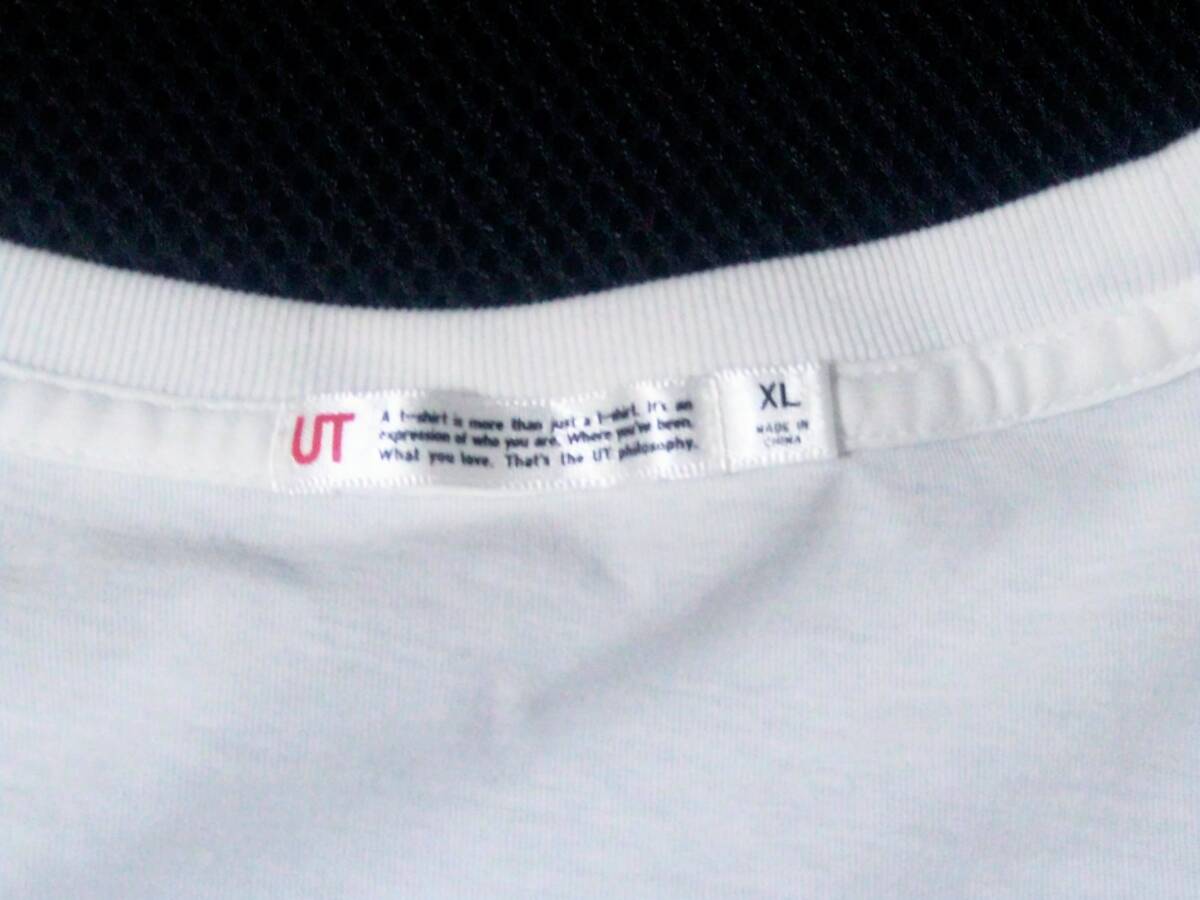 UT
A t-shirt is more than just a t-shirt. It's an
expression of who you are. Where you've been.
What you love. That's the UT philosophy.
XL
MADE IN
CHINA